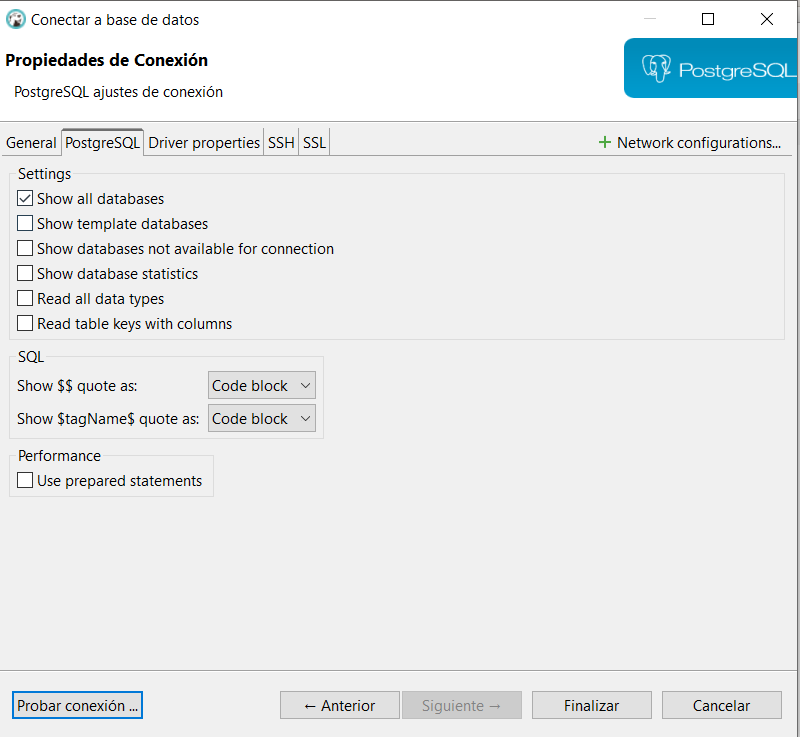 Conectar a base de datos
Propiedades de Conexión
PostgreSQL ajustes de conexión
PostgreSQL
General PostgreSQL Driver properties SSH SSL + Network configurations...
Settings
Show all databases
Show template databases
Show databases not available for connection
Show database statistics
Read all data types
Read table keys with columns
SQL
Show $$ quote as: Code block
Show $tagName$ quote as: Code block
Performance
Use prepared statements
Probar conexión ... ← Anterior Siguiente → Finalizar Cancelar